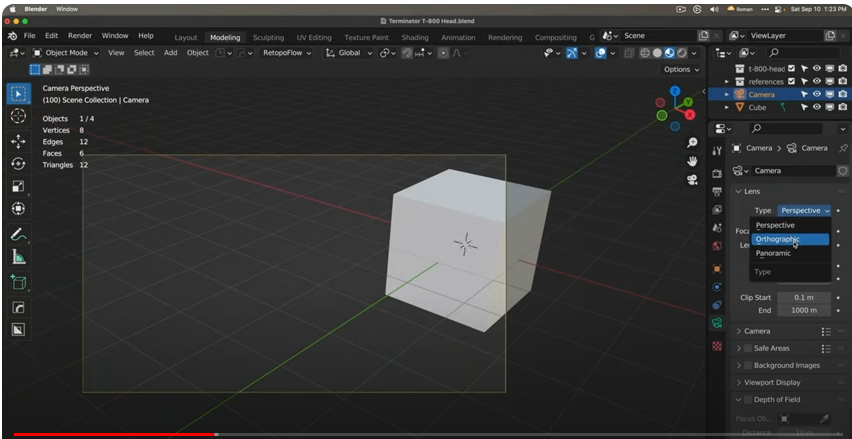 Blender Window
Roman ••• Sat Sep 10 1:23 PM
Terminator T-800 Head.blend
File Edit Render Window Help
Layout Modeling Sculpting UV Editing Texture Paint Shading Animation Rendering Compositing G
Scene
ViewLayer
Object Mode View Select Add Object RetopoFlow Global
Options
Camera Perspective
(100) Scene Collection | Camera
Objects 1 / 4
Vertices 8
Edges 12
Faces 6
Triangles 12
Z
Y
X
t-800-head
references
Camera
Cube
Camera > Camera
Camera
Lens
Type Perspective
Perspective
Foca
Orthographic
Le
Panoramic
Type
Clip Start 0.1 m
End 1000 m
Camera
Safe Areas
Background Images
Viewport Display
Depth of Field
Focus Ob...
Distance 10 m